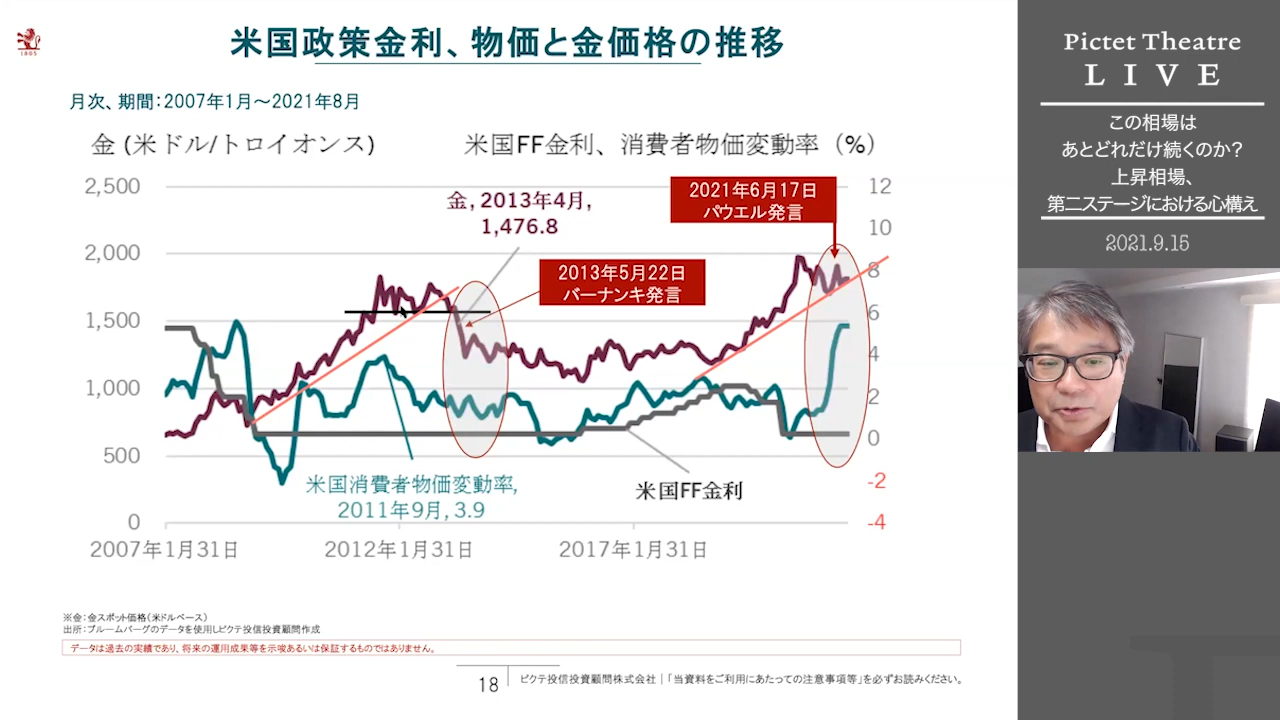 1805
米国政策金利、物価と金価格の推移
月次、期間：2007年1月～2021年8月
金 (米ドル/トロイオンス)
米国FF金利、消費者物価変動率（%）
2,500
2,000
1,500
1,000
500
0
12
10
8
6
4
2
0
-2
-4
金, 2013年4月,
1,476.8
2021年6月17日
パウエル発言
2013年5月22日
バーナンキ発言
米国消費者物価変動率,
2011年9月, 3.9
米国FF金利
2007年1月31日
2012年1月31日
2017年1月31日
※金：金スポット価格（米ドルベース）
出所：ブルームバーグのデータを使用しピクテ投信投資顧問作成
データは過去の実績であり、将来の運用成果等を示唆あるいは保証するものではありません。
18
ピクテ投信投資顧問株式会社｜「当資料をご利用にあたっての注意事項等」を必ずお読みください。
Pictet Theatre
LIVE
この相場は
あとどれだけ続くのか？
上昇相場、
第二ステージにおける心構え
2021.9.15